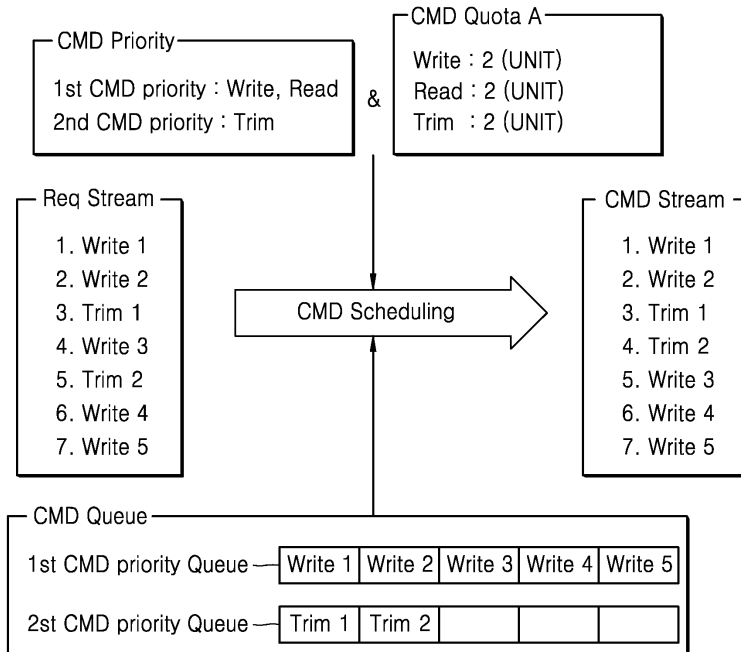 CMD Priority
1st CMD priority : Write, Read
2nd CMD priority : Trim
&
CMD Quota A
Write : 2 (UNIT)
Read : 2 (UNIT)
Trim : 2 (UNIT)
Req Stream
1. Write 1
2. Write 2
3. Trim 1
4. Write 3
5. Trim 2
6. Write 4
7. Write 5
CMD Scheduling
CMD Stream
1. Write 1
2. Write 2
3. Trim 1
4. Trim 2
5. Write 3
6. Write 4
7. Write 5
CMD Queue
1st CMD priority Queue Write 1 Write 2 Write 3 Write 4 Write 5
2st CMD priority Queue Trim 1 Trim 2